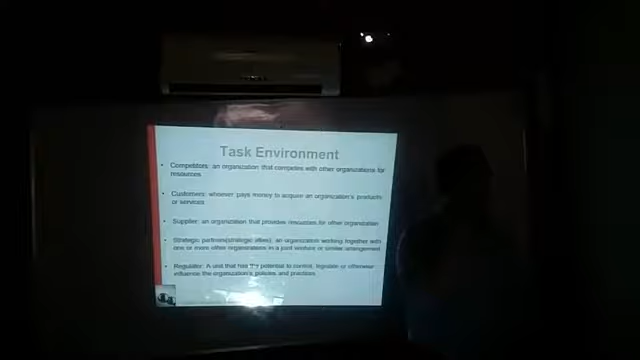 Task Environment
• Competitors: an organization that competes with other organizations for
resources
• Customers: whoever pays money to acquire an organization's products
or services
• Supplier: an organization that provides resources for other organization
• Strategic partners(strategic allies): an organization working together with
one or more other organizations in a joint venture or similar arrangement
• Regulator: A unit that has the potential to control, legislate or otherwise
influence the organization's policies and practices